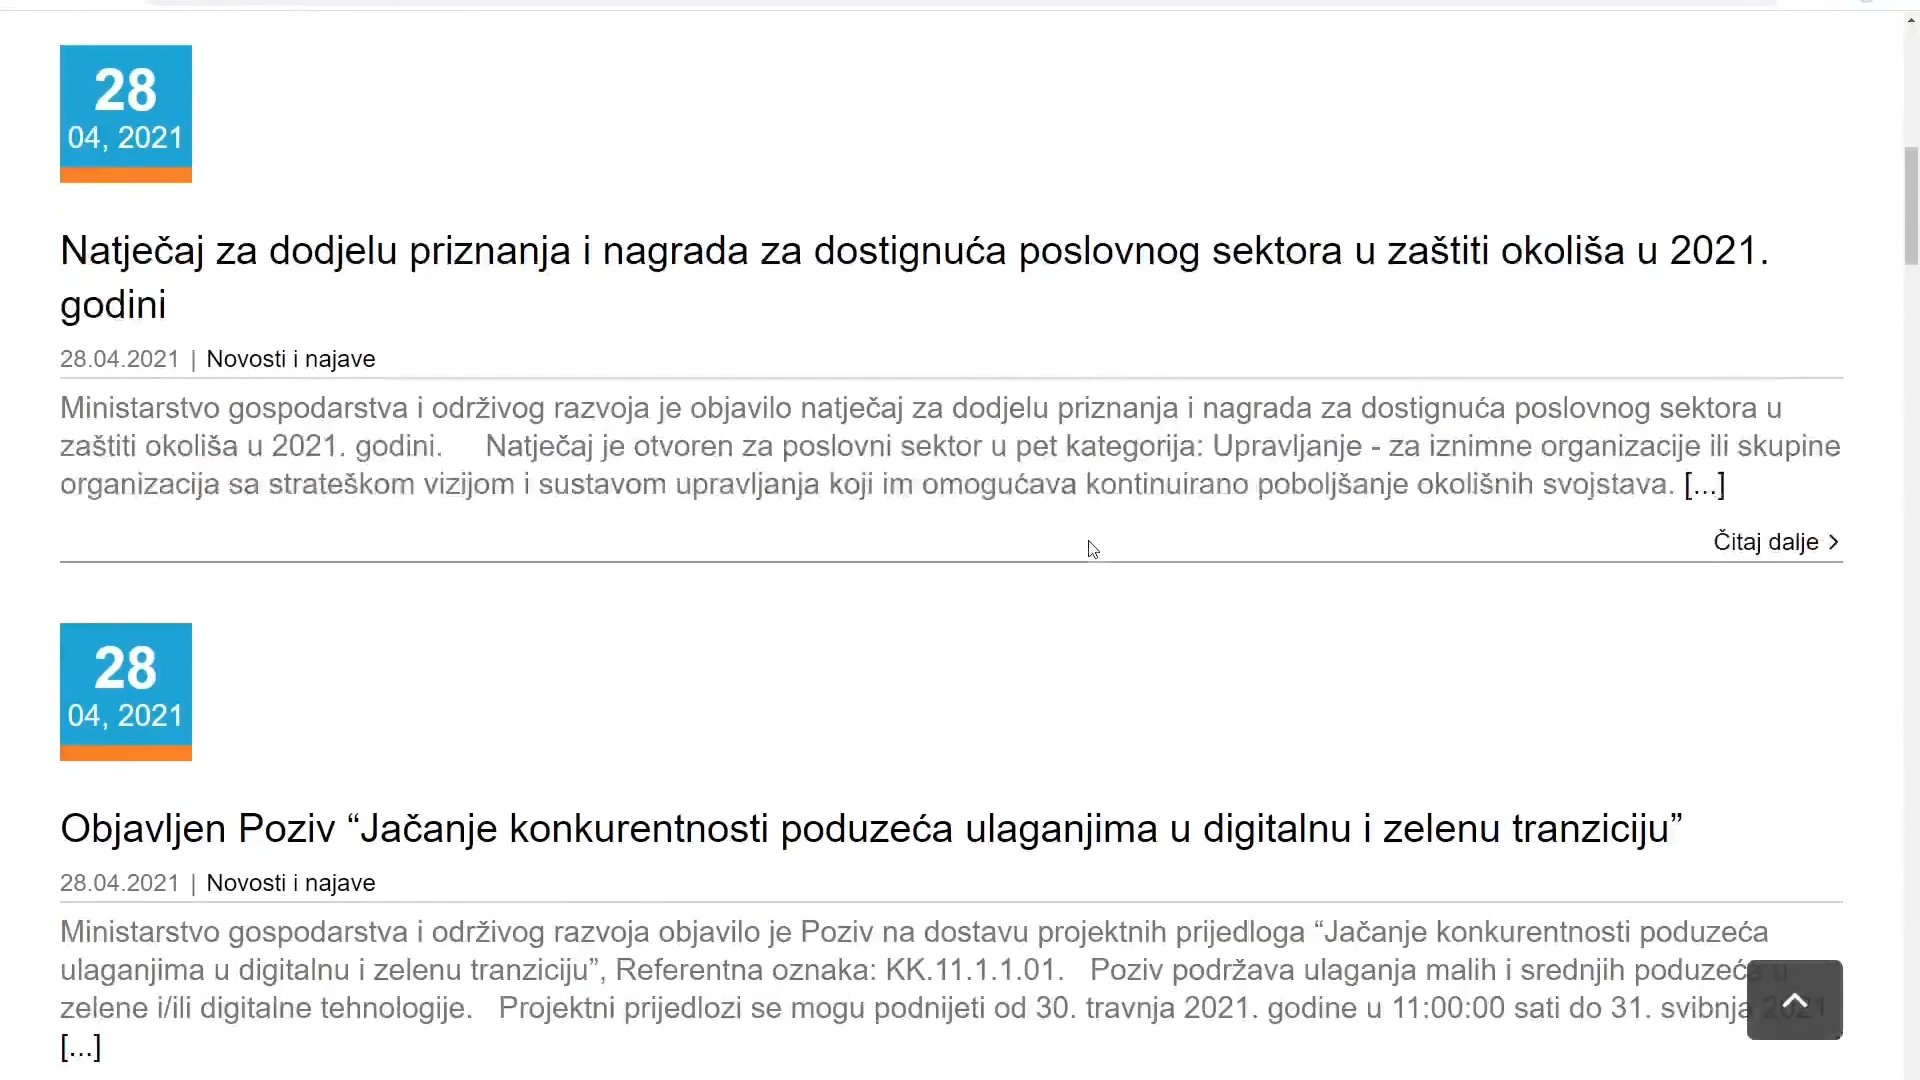 28
04, 2021
Natječaj za dodjelu priznanja i nagrada za dostignuća poslovnog sektora u zaštiti okoliša u 2021.
godini
28.04.2021 | Novosti i najave
Ministarstvo gospodarstva i održivog razvoja je objavilo natječaj za dodjelu priznanja i nagrada za dostignuća poslovnog sektora u
zaštiti okoliša u 2021. godini. Natječaj je otvoren za poslovni sektor u pet kategorija: Upravljanje - za iznimne organizacije ili skupine
organizacija sa strateškom vizijom i sustavom upravljanja koji im omogućava kontinuirano poboljšanje okolišnih svojstava. [...]
Čitaj dalje
28
04, 2021
Objavljen Poziv “Jačanje konkurentnosti poduzeća ulaganjima u digitalnu i zelenu tranziciju”
28.04.2021 | Novosti i najave
Ministarstvo gospodarstva i održivog razvoja objavilo je Poziv na dostavu projektnih prijedloga “Jačanje konkurentnosti poduzeća
ulaganjima u digitalnu i zelenu tranziciju”, Referentna oznaka: KK.11.1.1.01. Poziv podržava ulaganja malih i srednjih poduzeća u
zelene i/ili digitalne tehnologije. Projektni prijedlozi se mogu podnijeti od 30. travnja 2021. godine u 11:00:00 sati do 31. svibnja 2021
[...]